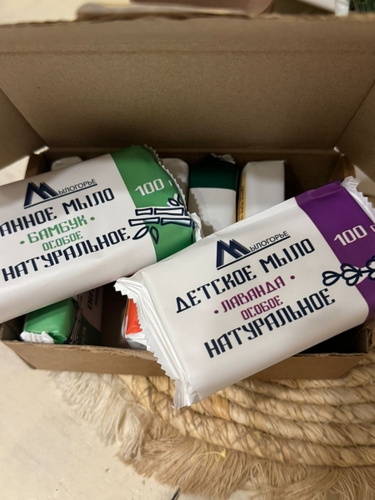 Мылогорье
АННОЕ МЫЛО
• БАМБУК •
ОСОБОЕ
НАТУРАЛЬНОЕ
100 г
Мылогорье
ДЕТСКОЕ МЫЛО
• ЛАВАНДА •
ОСОБОЕ
НАТУРАЛЬНОЕ
100 г